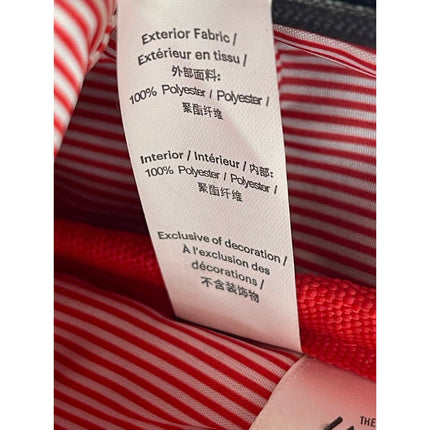 Exterior Fabric /
Extérieur en tissu /
外部面料:
100% Polyester / Polyester /
聚酯纤维
Interior / Intérieur / 内部:
100% Polyester / Polyester /
聚酯纤维
Exclusive of decoration /
À l'exclusion des
décorations /
不含装饰物
THE